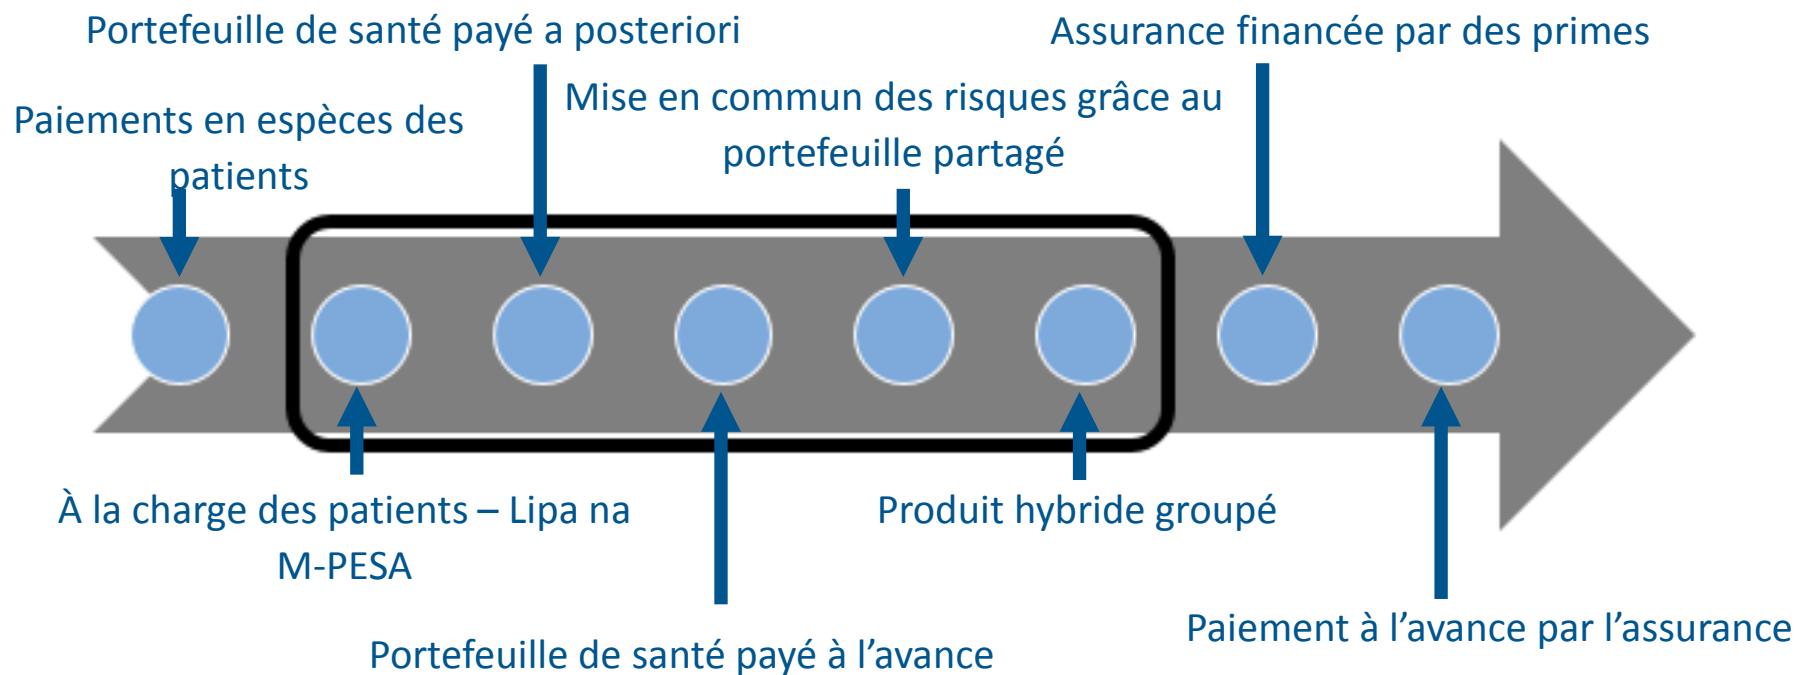 Portefeuille de santé payé a posteriori
Assurance financée par des primes
Paiements en espèces des
patients
Mise en commun des risques grâce au
portefeuille partagé
À la charge des patients – Lipa na
M-PESA
Produit hybride groupé
Portefeuille de santé payé à l’avance
Paiement à l’avance par l’assurance